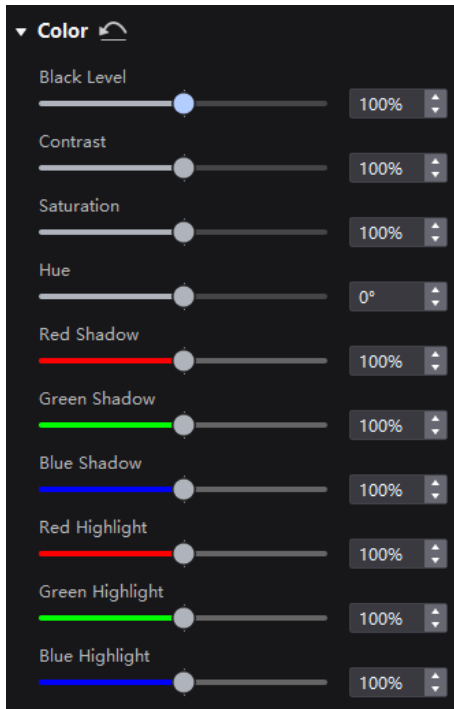 Color
Black Level
100%
Contrast
100%
Saturation
100%
Hue
0°
Red Shadow
100%
Green Shadow
100%
Blue Shadow
100%
Red Highlight
100%
Green Highlight
100%
Blue Highlight
100%